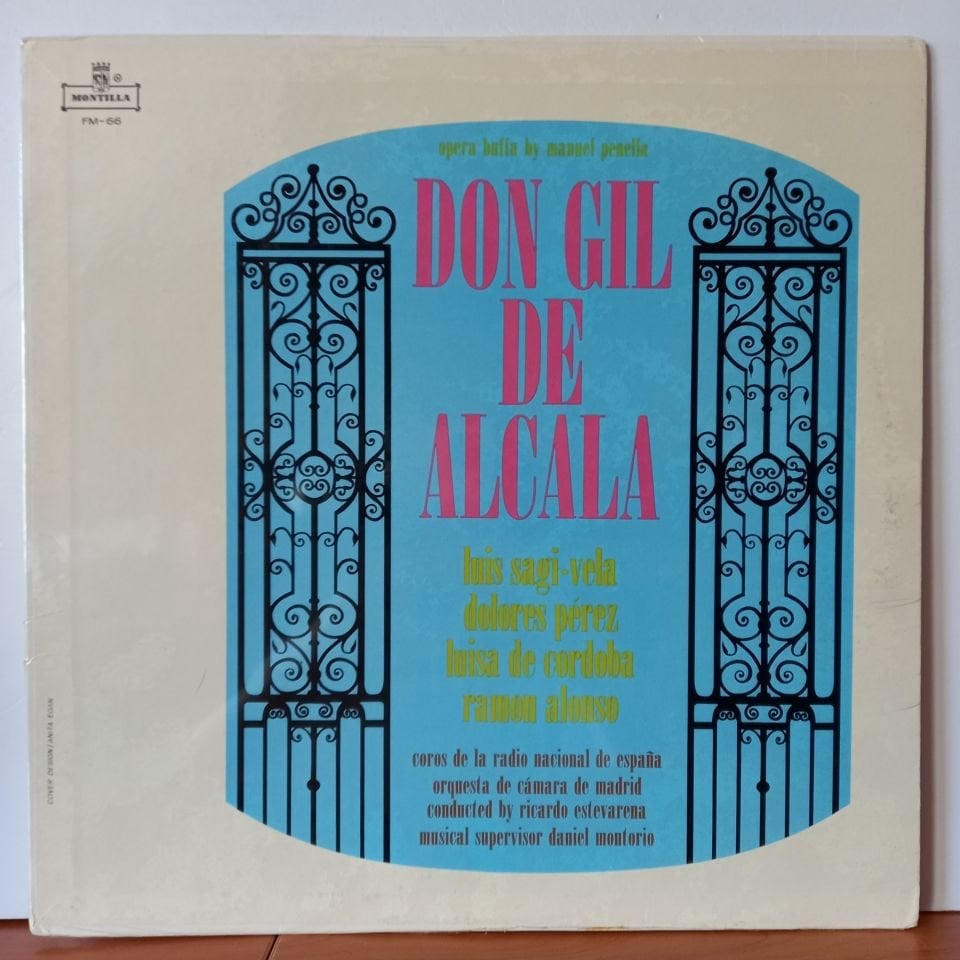 MONTILLA
FM-66
opera buffa by manuel penella
DON GIL
DE
ALCALA
luis sagi-vela
dolores pérez
luisa de cordoba
ramon alonso
coros de la radio nacional de españa
orquesta de cámara de madrid
conducted by ricardo estevarena
musical supervisor daniel montorio
COVER DESIGN/ANITA EGAN